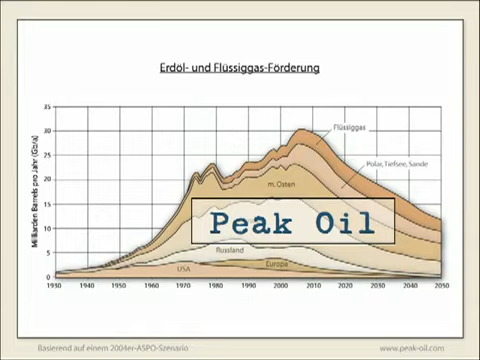 Erdöl- und Flüssiggas-Förderung
Milliarden Barrels pro Jahr (Gb/a)
35
30
25
20
15
10
5
0
Flüssiggas
Polar, Tiefsee, Sande
m. Osten
Peak Oil
Russland
Europa
USA
1930 1940 1950 1960 1970 1980 1990 2000 2010 2020 2030 2040 2050
Basierend auf einem 2004er-ASPO-Szenario
www.peak-oil.com